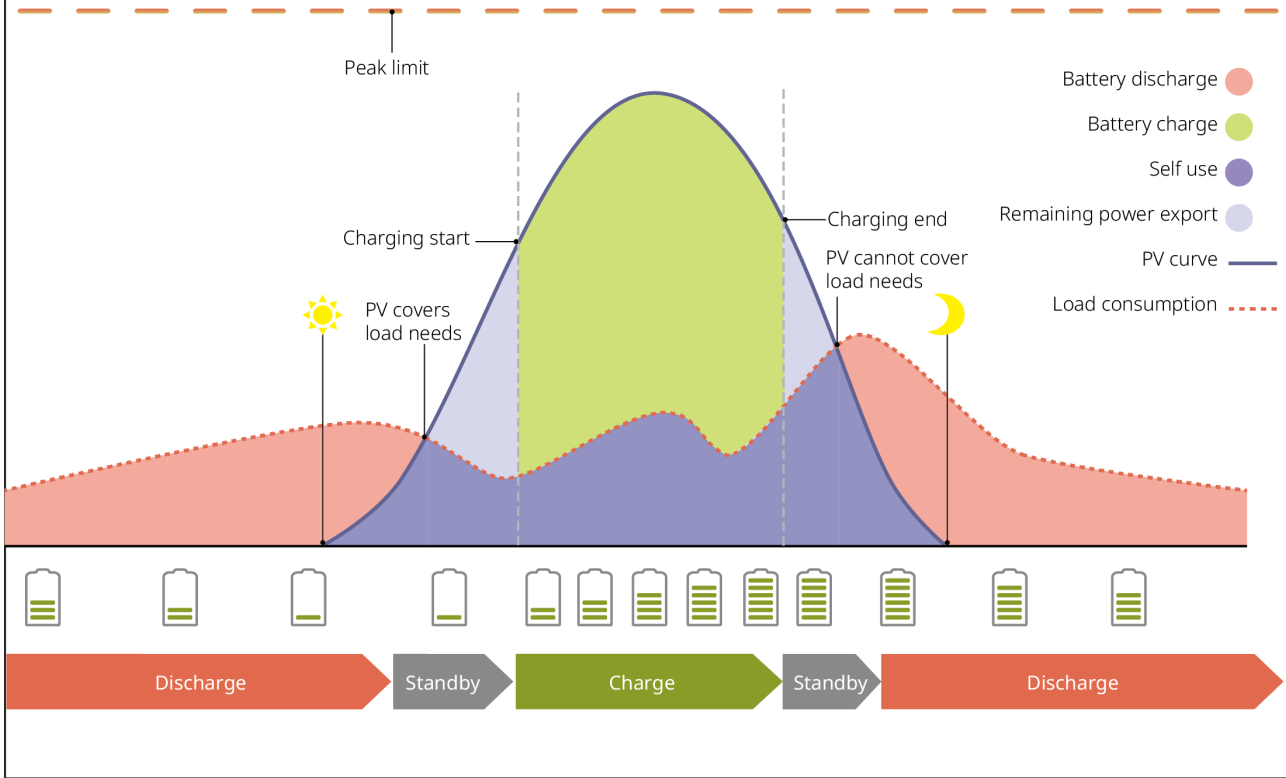 Peak limit
Battery discharge
Battery charge
Self use
Remaining power export
PV curve
Load consumption
Charging start
Charging end
PV cannot cover
load needs
PV covers
load needs
Discharge
Standby
Charge
Standby
Discharge